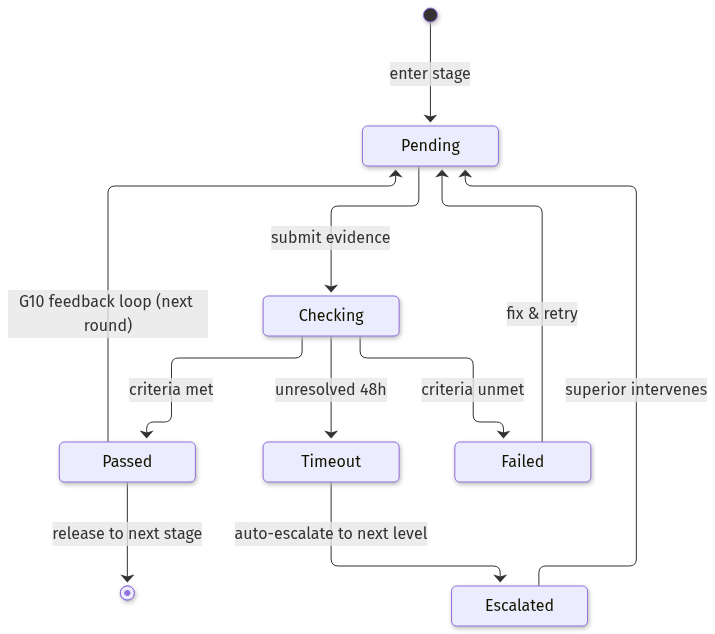 enter stage
Pending
submit evidence
G10 feedback loop (next
round)
Checking
fix & retry
criteria met
unresolved 48h
criteria unmet
superior intervenes
Passed
Timeout
Failed
release to next stage
auto-escalate to next level
Escalated